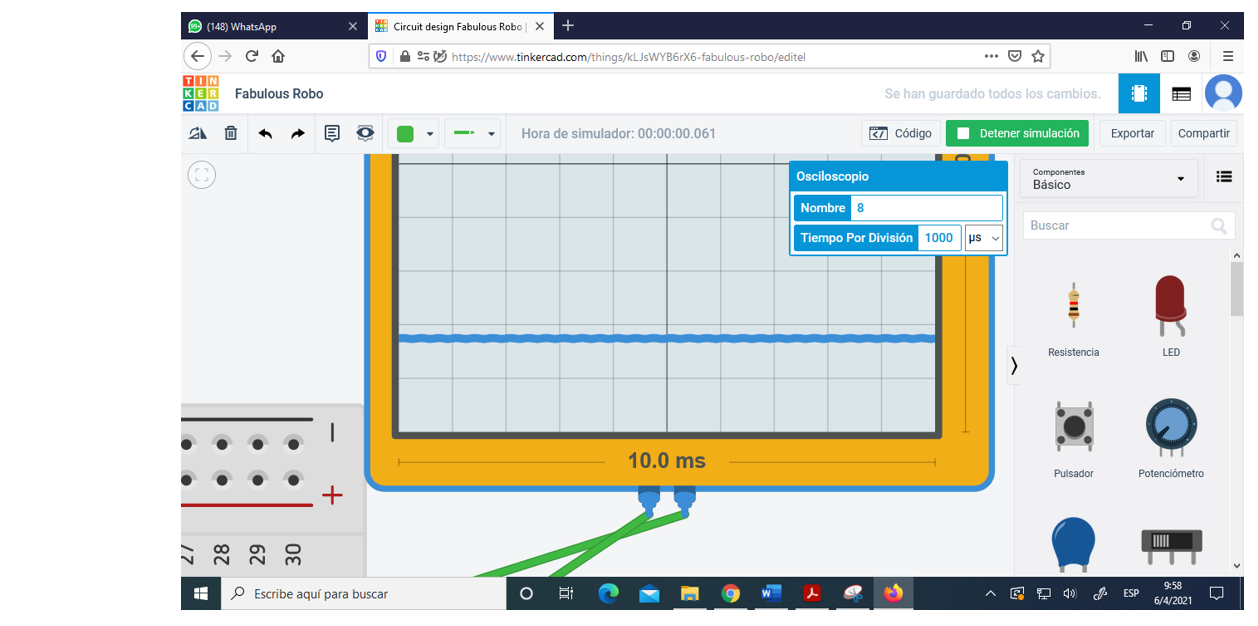 (148) WhatsApp
Circuit design Fabulous Robo |
https://www.tinkercad.com/things/kLJsWYB6rX6-fabulous-robo/editel
TIN
KER
CAD
Fabulous Robo
Se han guardado todos los cambios.
Hora de simulador: 00:00:00.061
Código
Detener simulación
Exportar
Compartir
Osciloscopio
Nombre 8
Tiempo Por División 1000 µs
Componentes
Básico
Buscar
Resistencia
LED
10.0 ms
Pulsador
Potenciómetro
27 28 29 30
Escribe aquí para buscar
ESP
9:58
6/4/2021